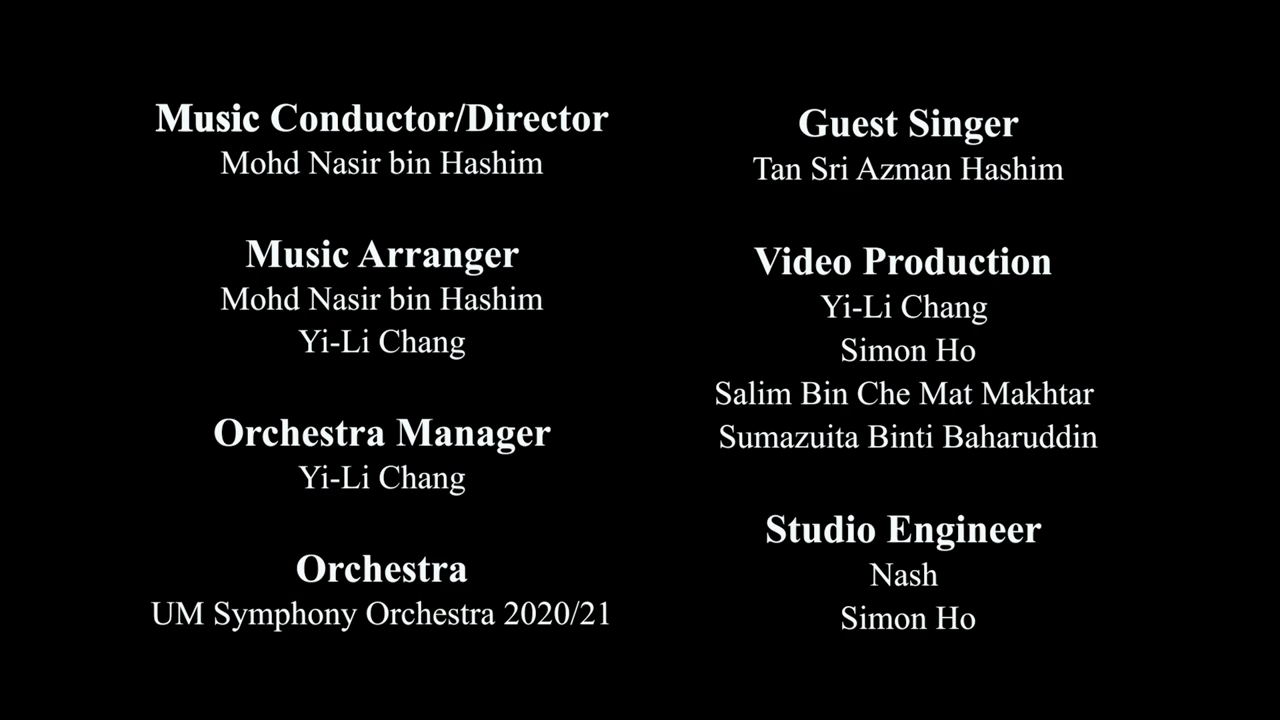 Music Conductor/Director
Mohd Nasir bin Hashim
Music Arranger
Mohd Nasir bin Hashim
Yi-Li Chang
Orchestra Manager
Yi-Li Chang
Orchestra
UM Symphony Orchestra 2020/21
Guest Singer
Tan Sri Azman Hashim
Video Production
Yi-Li Chang
Simon Ho
Salim Bin Che Mat Makhtar
Sumazuita Binti Baharuddin
Studio Engineer
Nash
Simon Ho